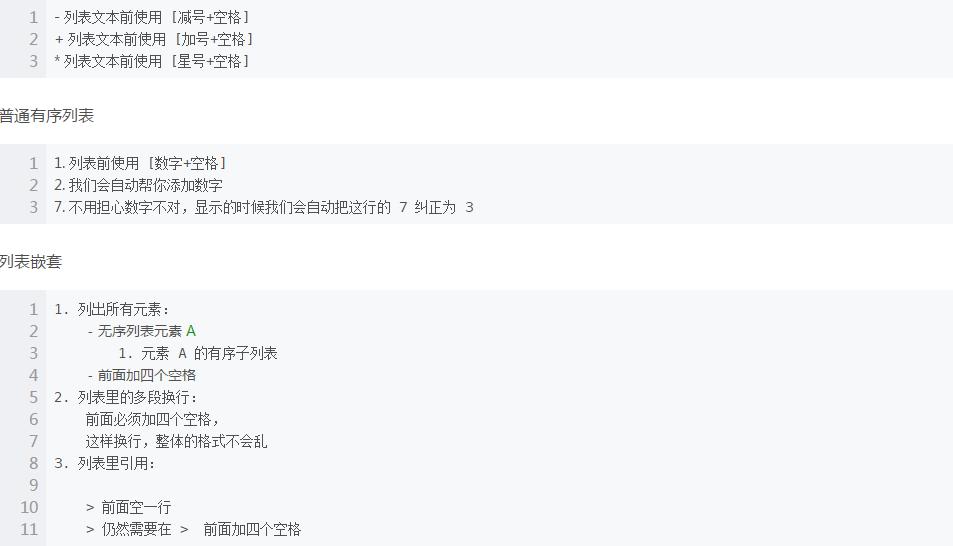 1 - 列表文本前使用 [减号+空格]
2 + 列表文本前使用 [加号+空格]
3 * 列表文本前使用 [星号+空格]
普通有序列表
1 1. 列表前使用 [数字+空格]
2 2. 我们会自动帮你添加数字
3 7. 不用担心数字不对，显示的时候我们会自动把这行的 7 纠正为 3
列表嵌套
1 1. 列出所有元素：
2     - 无序列表元素 A
3         1. 元素 A 的有序子列表
4     - 前面加四个空格
5 2. 列表里的多段换行：
6     前面必须加四个空格，
7     这样换行，整体的格式不会乱
8 3. 列表里引用：
9
10     > 前面空一行
11     > 仍然需要在 >  前面加四个空格